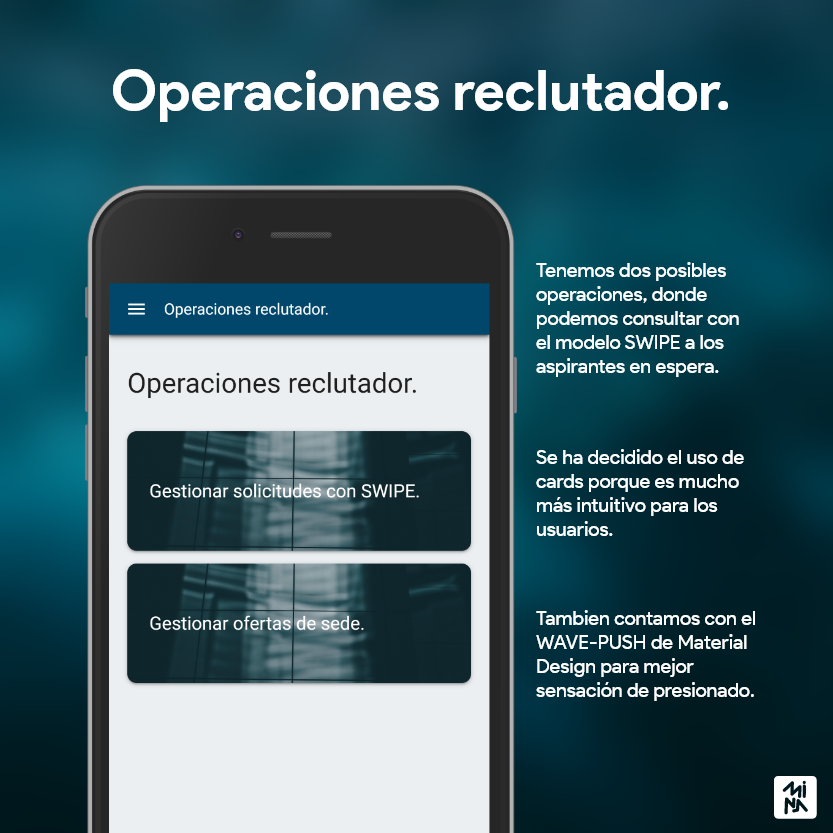 Operaciones reclutador.
Operaciones reclutador.
Operaciones reclutador.
Gestionar solicitudes con SWIPE.
Gestionar ofertas de sede.
Tenemos dos posibles
operaciones, donde
podemos consultar con
el modelo SWIPE a los
aspirantes en espera.
Se ha decidido el uso de
cards porque es mucho
más intuitivo para los
usuarios.
Tambien contamos con el
WAVE-PUSH de Material
Design para mejor
sensación de presionado.
MiNA